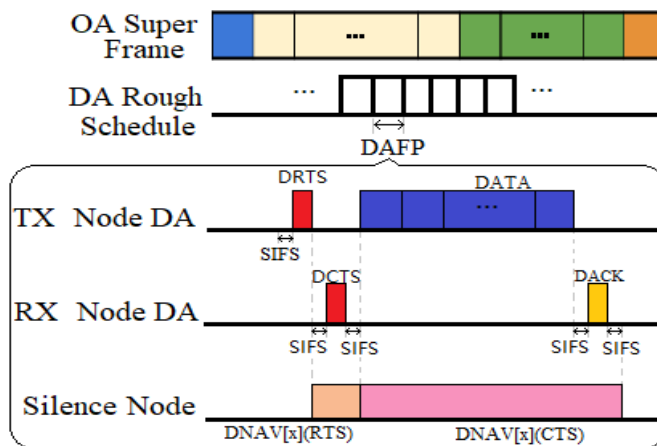 OA Super
Frame
...
...
DA Rough
Schedule
...
...
DAFP
DRTS
DATA
TX Node DA
...
SIFS
DCTS
DACK
RX Node DA
SIFS
SIFS
SIFS
SIFS
Silence Node
DNAV[x](RTS)
DNAV[x](CTS)